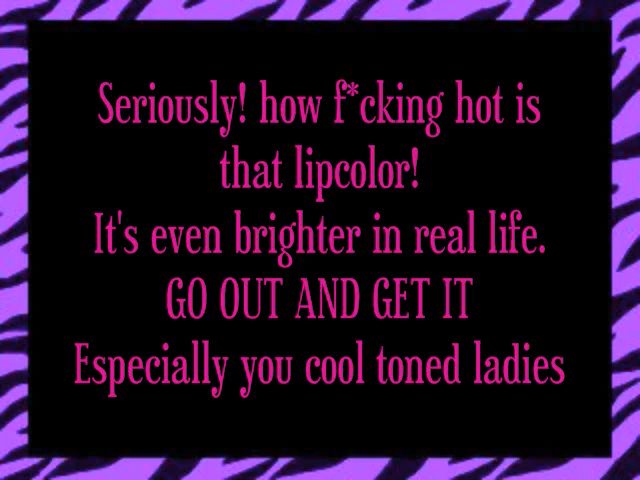 Seriously! how f*cking hot is
that lipcolor!
It's even brighter in real life.
GO OUT AND GET IT
Especially you cool toned ladies